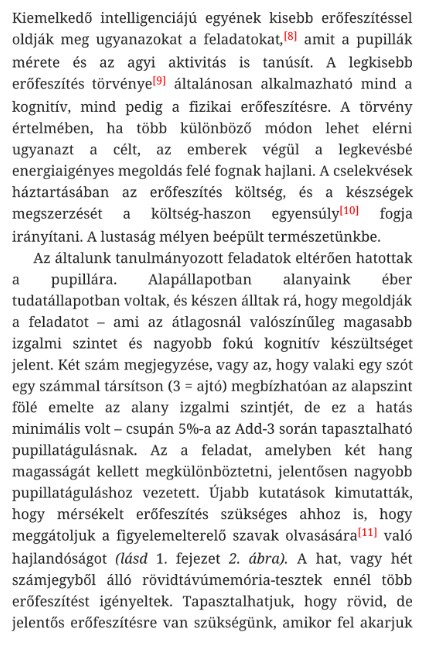 Kiemelkedő intelligenciájú egyének kisebb erőfeszítéssel
oldják meg ugyanazokat a feladatokat,[8] amit a pupillák
mérete és az agyi aktivitás is tanúsít. A legkisebb
erőfeszítés törvénye[9] általánosan alkalmazható mind a
kognitív, mind pedig a fizikai erőfeszítésre. A törvény
értelmében, ha több különböző módon lehet elérni
ugyanazt a célt, az emberek végül a legkevésbé
energiaigényes megoldás felé fognak hajlani. A cselekvések
háztartásában az erőfeszítés költség, és a készségek
megszerzését a költség-haszon egyensúly[10] fogja
irányítani. A lustaság mélyen beépült természetünkbe.
Az általunk tanulmányozott feladatok eltérően hatottak
a pupillára. Alapállapotban alanyaink éber
tudatállapotban voltak, és készen álltak rá, hogy megoldják
a feladatot – ami az átlagosnál valószínűleg magasabb
izgalmi szintet és nagyobb fokú kognitív készültséget
jelent. Két szám megjegyzése, vagy az, hogy valaki egy szót
egy számmal társítson (3 = ajtó) megbízhatóan az alapszint
fölé emelte az alany izgalmi szintjét, de ez a hatás
minimális volt – csupán 5%-a az Add-3 során tapasztalható
pupillatágulásnak. Az a feladat, amelyben két hang
magasságát kellett megkülönböztetni, jelentősen nagyobb
pupillatáguláshoz vezetett. Újabb kutatások kimutatták,
hogy mérsékelt erőfeszítés szükséges ahhoz is, hogy
meggátoljuk a figyelemelterelő szavak olvasására[11] való
hajlandóságot (lásd 1. fejezet 2. ábra). A hat, vagy hét
számjegyből álló rövidtávúmemória-tesztek ennél több
erőfeszítést igényeltek. Tapasztalhatjuk, hogy rövid, de
jelentős erőfeszítésre van szükségünk, amikor fel akarjuk